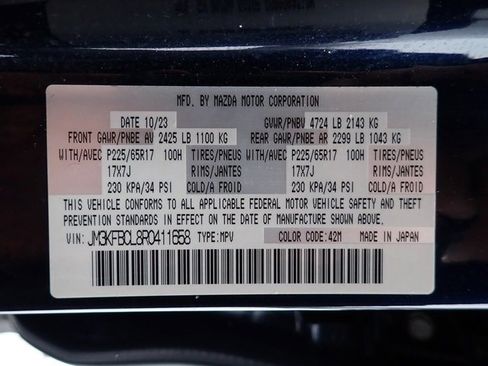 MFD. BY MAZDA MOTOR CORPORATION
DATE 10/23 GVWR/PNBV 4724 LB 2143 KG
FRONT GAWR/PNBE AV 2425 LB 1100 KG REAR GAWR/PNBE AR 2299 LB 1043 KG
WITH/AVEC P225/65R17 100H TIRES/PNEUS WITH/AVEC P225/65R17 100H TIRES/PNEUS
17X7J RIMS/JANTES 17X7J RIMS/JANTES
230 KPA/34 PSI COLD/A FROID 230 KPA/34 PSI COLD/A FROID
THIS VEHICLE CONFORMS TO ALL APPLICABLE FEDERAL MOTOR VEHICLE SAFETY, BUMPER, AND THEFT
PREVENTION STANDARDS IN EFFECT ON THE DATE OF MANUFACTURE SHOWN ABOVE.
VIN: JM3KFBCL8R0411658 TYPE:MPV COLOR CODE:42M MADE IN JAPAN